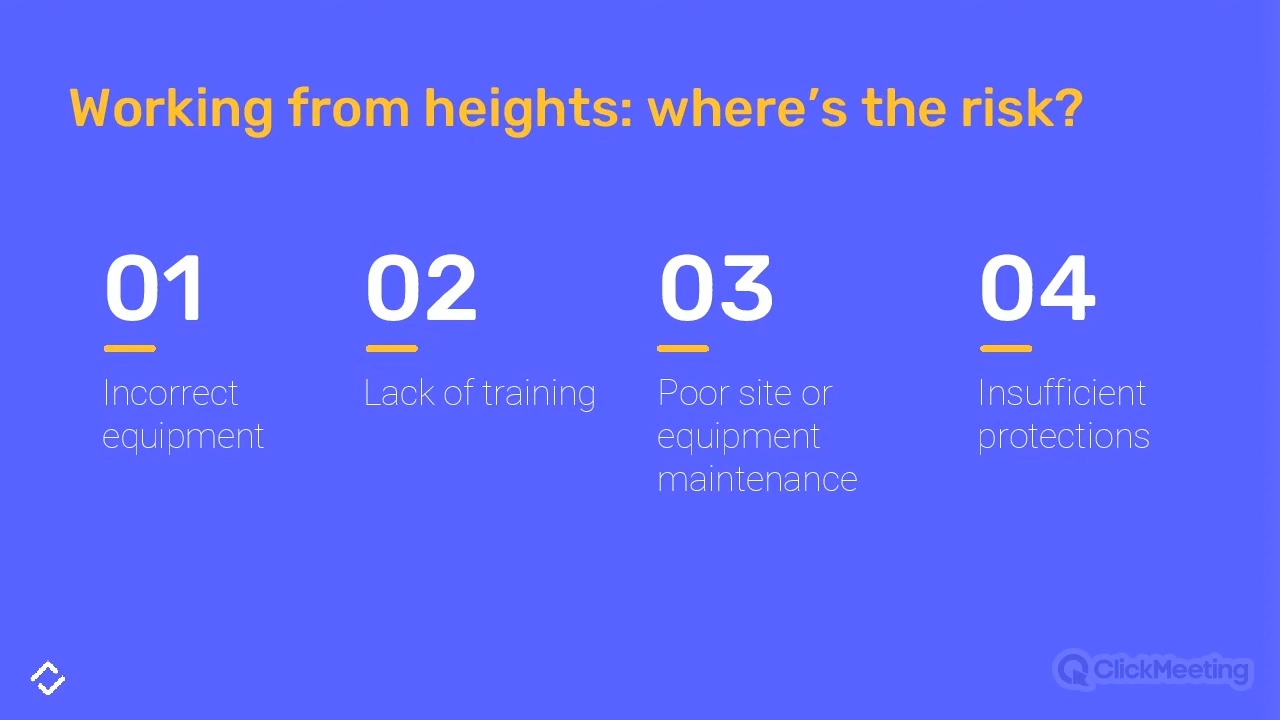 Working from heights: where's the risk?
01
Incorrect
equipment
02
Lack of training
03
Poor site or
equipment
maintenance
04
Insufficient
protections
ClickMeeting